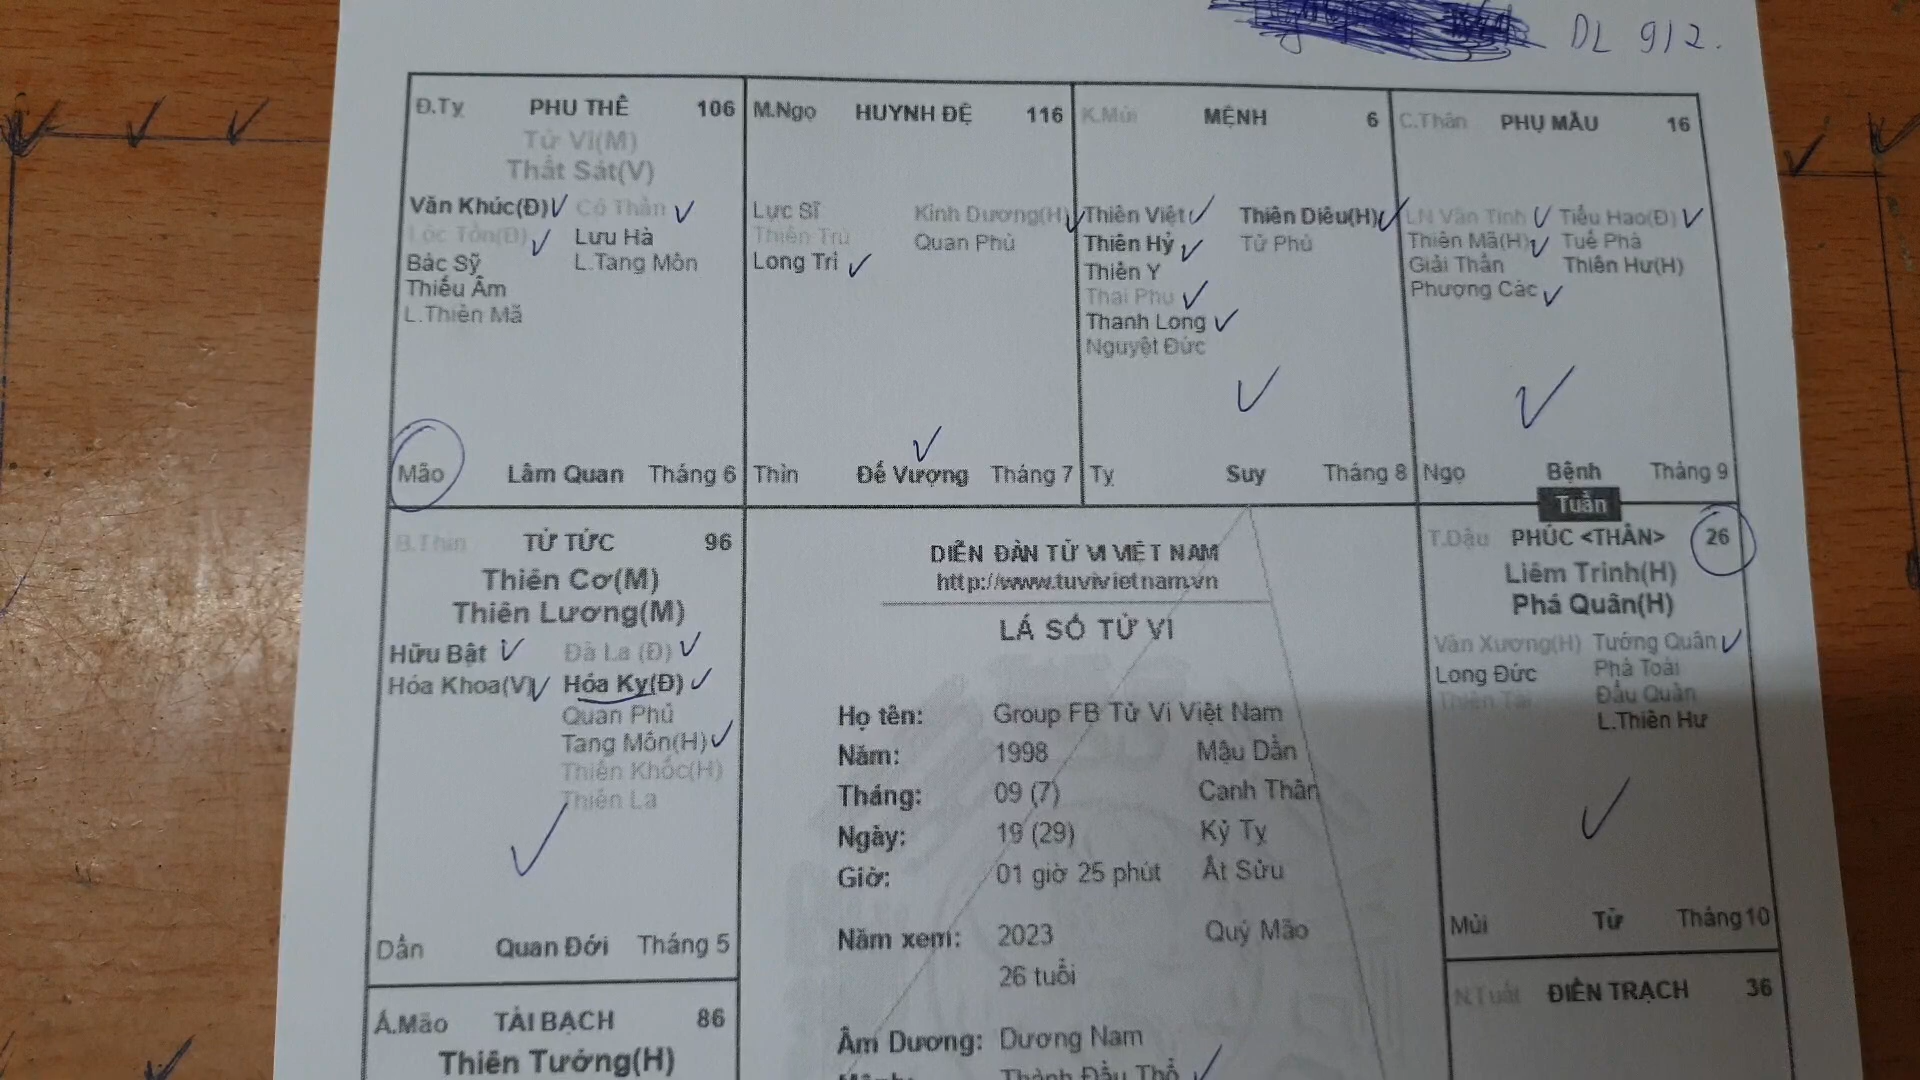 DL 9/2.
Đ.Tỵ PHU THÊ 106
Tử Vi(M)
Thất Sát(V)
Văn Khúc(Đ) Cô Thần
Lộc Tồn(Đ) Lưu Hà
Bác Sỹ L.Tang Môn
Thiếu Âm
L.Thiên Mã
Mão Lâm Quan Tháng 6
M.Ngọ HUYNH ĐỆ 116
Lực Sĩ Kình Dương(H)
Thiên Trù Quan Phủ
Long Trì
Thìn Đế Vượng Tháng 7
K.Mùi MỆNH 6
Thiên Việt Thiên Diêu(H)
Thiên Hỷ Tử Phù
Thiên Y
Thai Phụ
Thanh Long
Nguyệt Đức
Tỵ Suy Tháng 8
C.Thân PHỤ MẪU 16
LN Văn Tinh Tiểu Hao(Đ)
Thiên Mã(H) Tuế Phá
Giải Thần Thiên Hư(H)
Phượng Các
Ngọ Bệnh Tháng 9
Tuần
B.Thìn TỬ TỨC 96
Thiên Cơ(M)
Thiên Lương(M)
Hữu Bật Đà La (Đ)
Hóa Khoa(V) Hóa Kỵ(Đ)
Quan Phủ
Tang Môn(H)
Thiên Khốc(H)
Thiên La
Dần Quan Đới Tháng 5
DIỄN ĐÀN TỬ VI VIỆT NAM
http://www.tuvivietnam.vn
LÁ SỐ TỬ VI
Họ tên: Group FB Tử Vi Việt Nam
Năm: 1998 Mậu Dần
Tháng: 09 (7) Canh Thân
Ngày: 19 (29) Kỷ Tỵ
Giờ: 01 giờ 25 phút Ất Sửu
Năm xem: 2023 Quý Mão
26 tuổi
Âm Dương: Dương Nam
Mệnh: Thành Đầu Thổ
T.Dậu PHÚC <THÂN> 26
Liêm Trinh(H)
Phá Quân(H)
Văn Xương(H) Tướng Quân
Long Đức Phá Toái
Thiên Tài Đẩu Quân
L.Thiên Hư
Mùi Tử Tháng 10
Ấ.Mão TÀI BẠCH 86
Thiên Tướng(H)
N.Tuất ĐIỀN TRẠCH 36